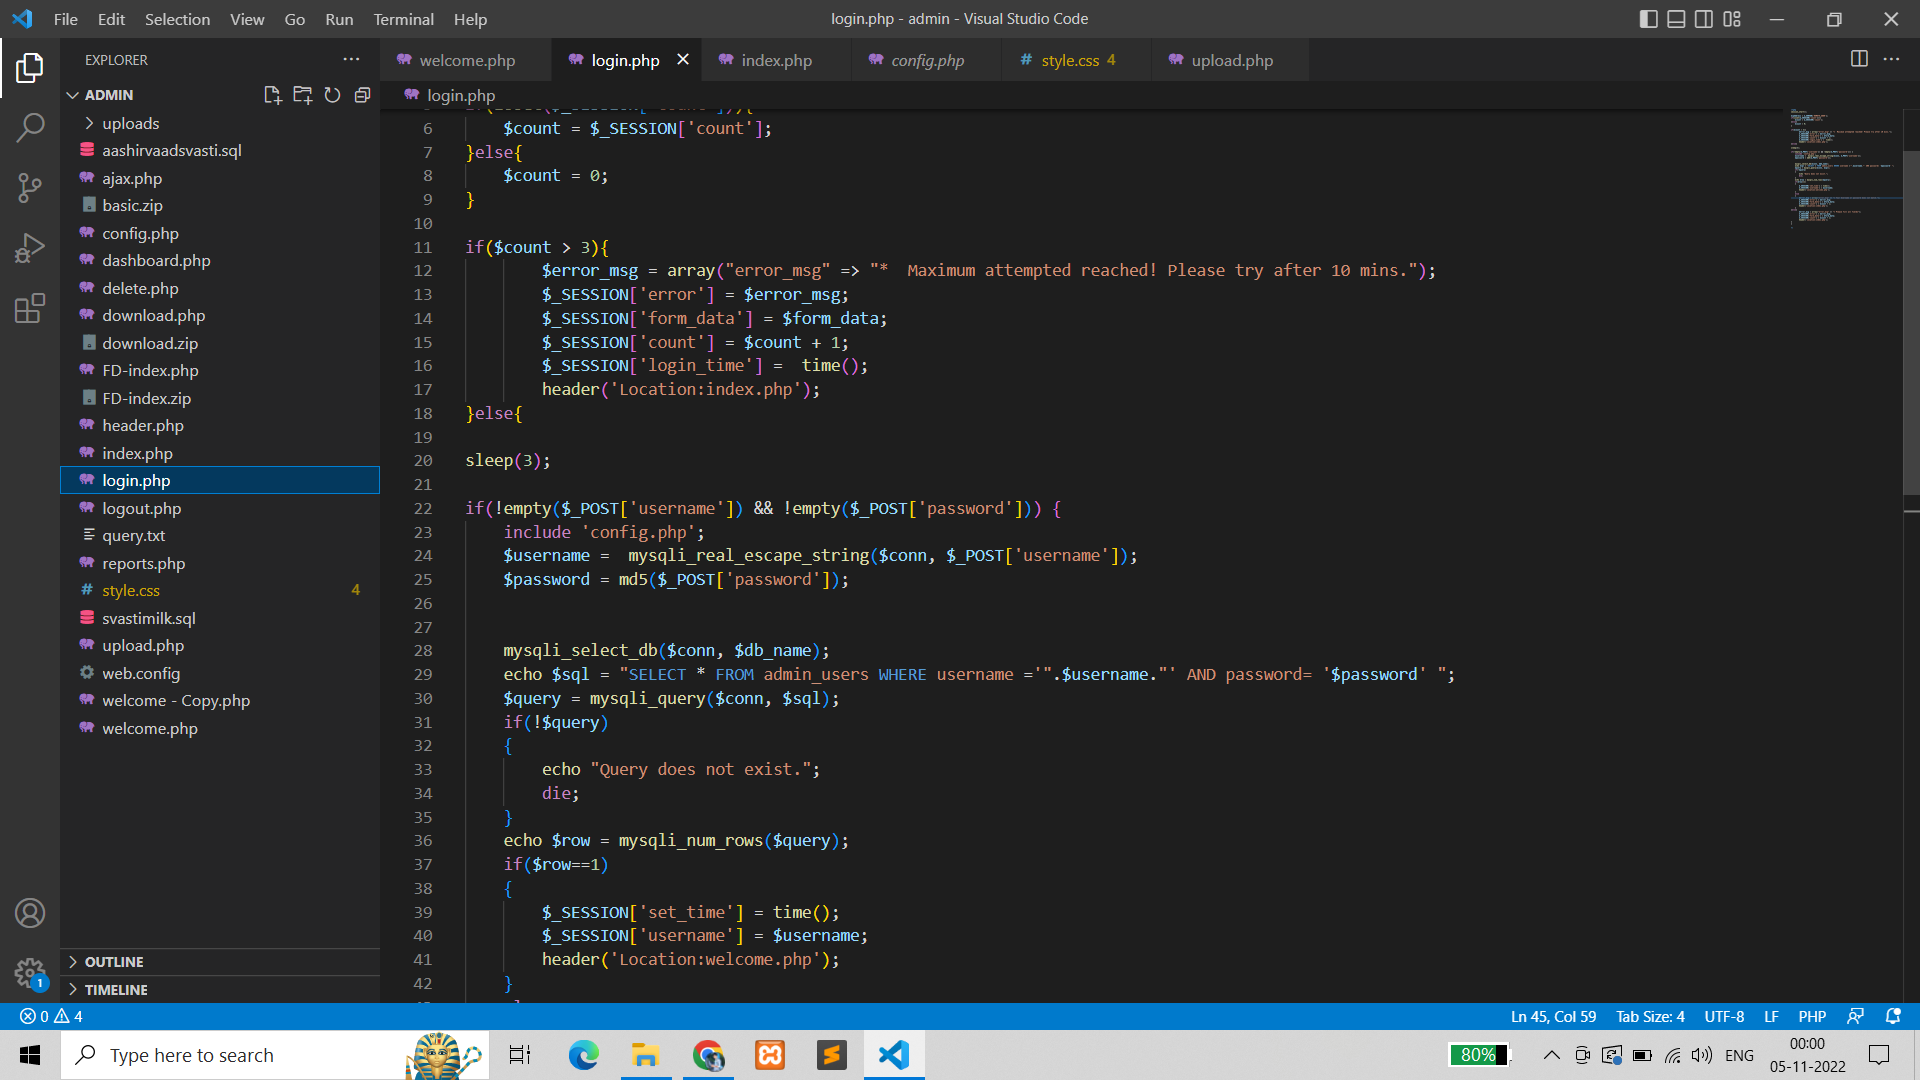 File Edit Selection View Go Run Terminal Help
login.php - admin - Visual Studio Code
EXPLORER
welcome.php login.php index.php config.php # style.css 4 upload.php
ADMIN
login.php
uploads
aashirvaadsvasti.sql
ajax.php
basic.zip
config.php
dashboard.php
delete.php
download.php
download.zip
FD-index.php
FD-index.zip
header.php
index.php
login.php
logout.php
query.txt
reports.php
# style.css 4
svastimilk.sql
upload.php
web.config
welcome - Copy.php
welcome.php
OUTLINE
TIMELINE
6 $count = $_SESSION['count'];
7 }else{
8 $count = 0;
9 }
10
11 if($count > 3){
12 $error_msg = array("error_msg" => "*  Maximum attempted reached! Please try after 10 mins.");
13 $_SESSION['error'] = $error_msg;
14 $_SESSION['form_data'] = $form_data;
15 $_SESSION['count'] = $count + 1;
16 $_SESSION['login_time'] =  time();
17 header('Location:index.php');
18 }else{
19
20 sleep(3);
21
22 if(!empty($_POST['username']) && !empty($_POST['password'])) {
23 include 'config.php';
24 $username =  mysqli_real_escape_string($conn, $_POST['username']);
25 $password = md5($_POST['password']);
26
27
28 mysqli_select_db($conn, $db_name);
29 echo $sql = "SELECT * FROM admin_users WHERE username ='".$username."' AND password= '$password' ";
30 $query = mysqli_query($conn, $sql);
31 if(!$query)
32 {
33 echo "Query does not exist.";
34 die;
35 }
36 echo $row = mysqli_num_rows($query);
37 if($row==1)
38 {
39 $_SESSION['set_time'] = time();
40 $_SESSION['username'] = $username;
41 header('Location:welcome.php');
42 }
1
0 4
Ln 45, Col 59 Tab Size: 4 UTF-8 LF PHP
Type here to search
80% ENG
00:00
05-11-2022